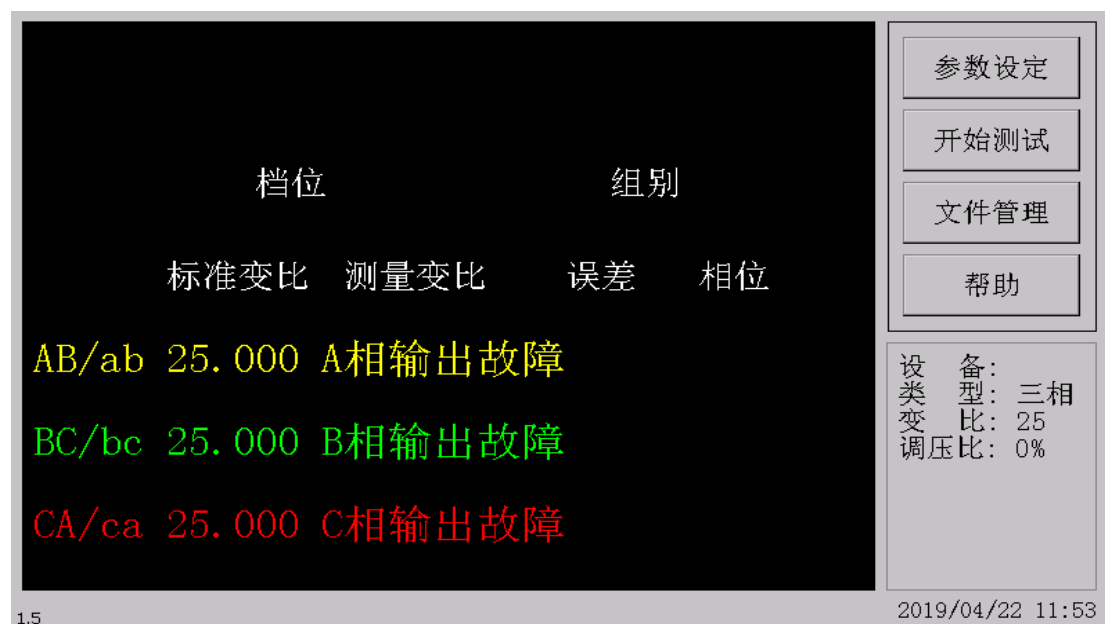 档位 组别
标准变比 测量变比 误差 相位
AB/ab 25.000 A相输出故障
BC/bc 25.000 B相输出故障
CA/ca 25.000 C相输出故障
参数设定
开始测试
文件管理
帮助
设 备:
类 型: 三相
变 比: 25
调压比: 0%
1.5
2019/04/22 11:53